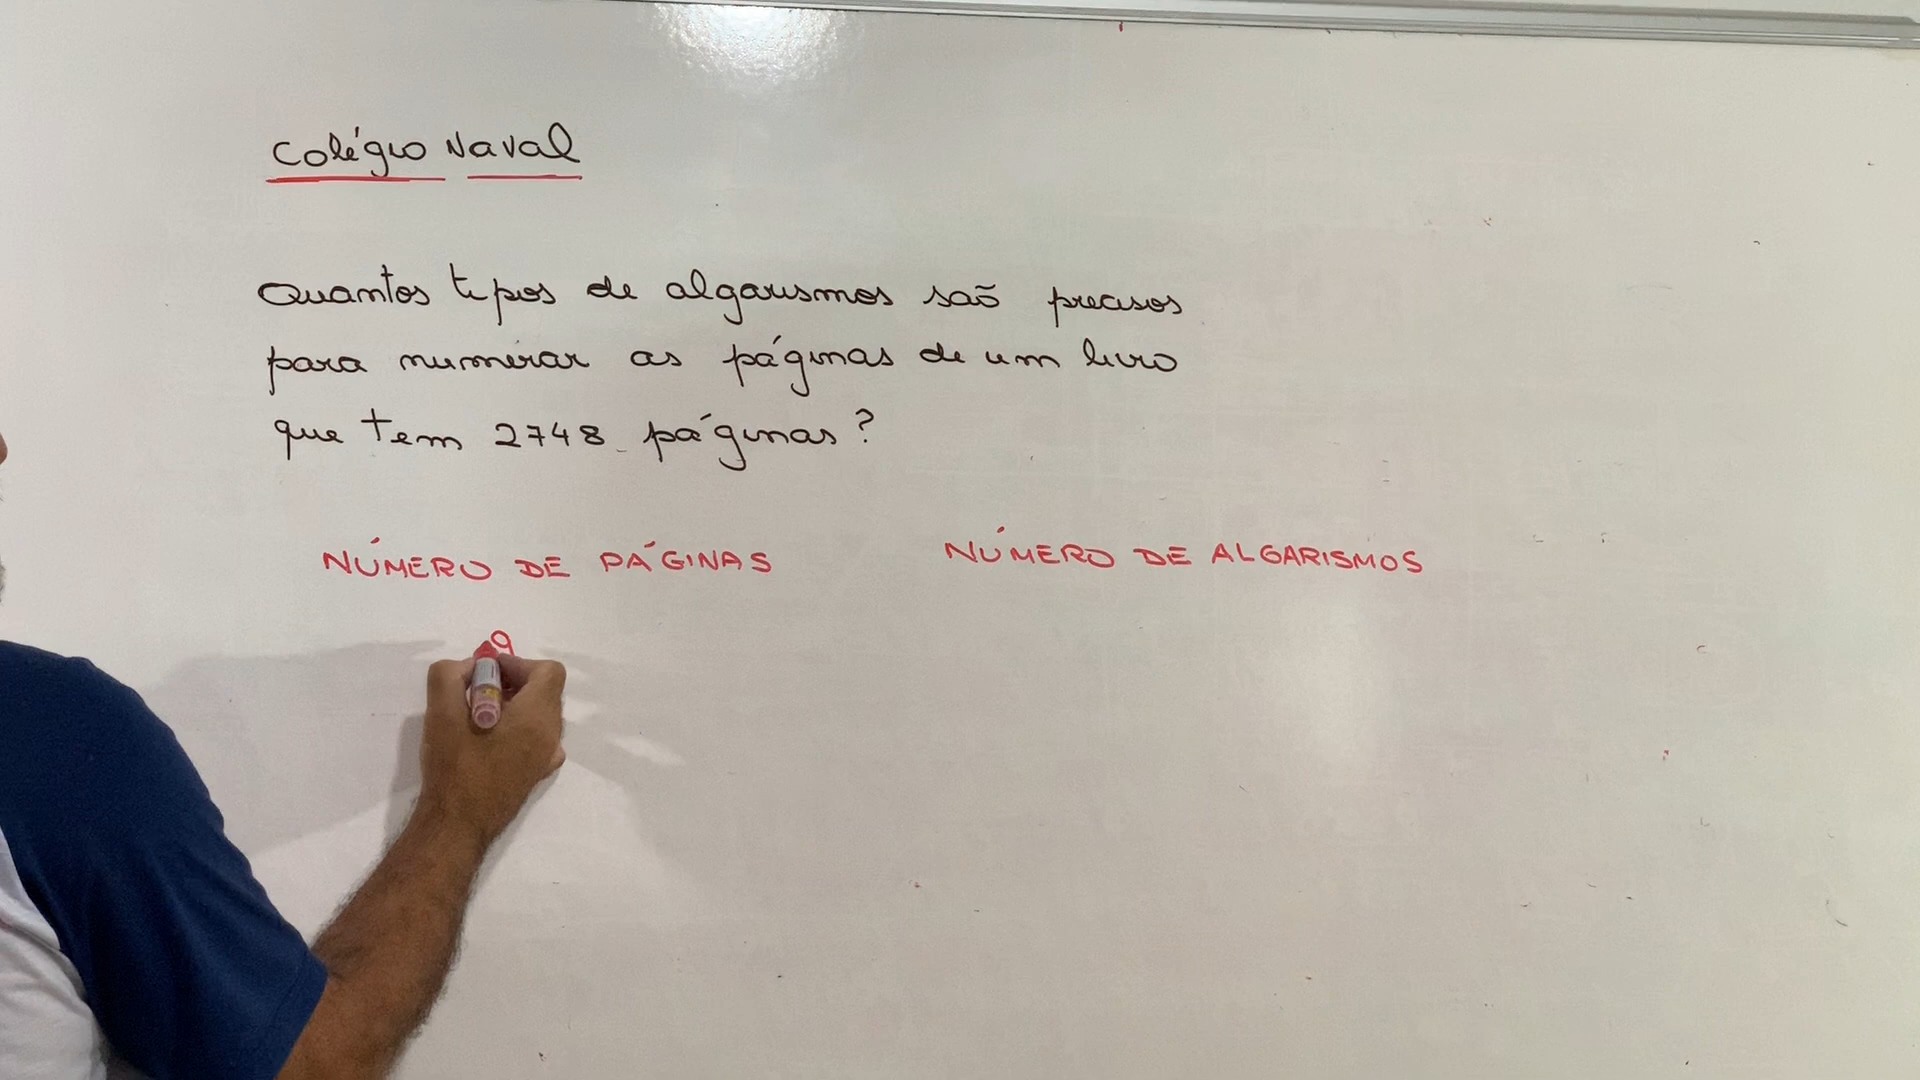 Colégio Naval
Quantos tipos de algarismos são precisos
para numerar as páginas de um livro
que tem 2748 páginas?
NÚMERO DE PÁGINAS
NÚMERO DE ALGARISMOS
9